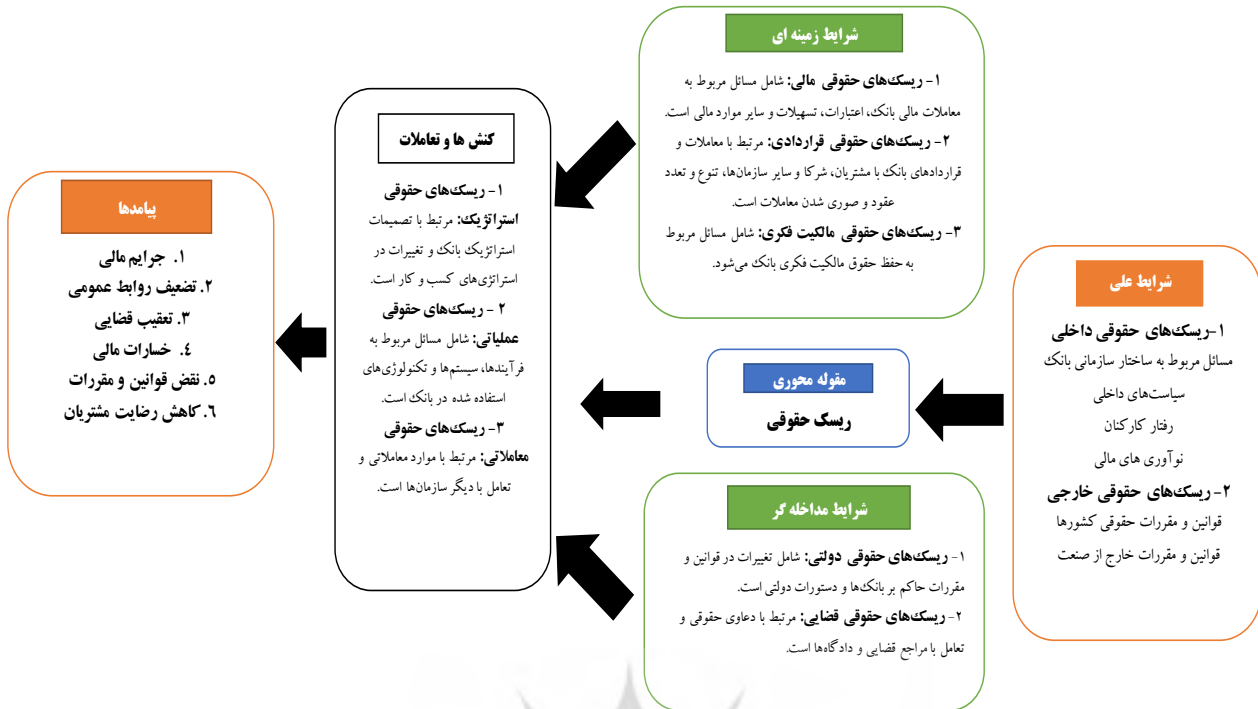 شرایط علی
۱-ریسک‌های حقوقی داخلی
مسائل مربوط به ساختار سازمانی بانک
سیاست‌های داخلی
رفتار کارکنان
نوآوری های مالی
۲- ریسک‌های حقوقی خارجی
قوانین و مقررات حقوقی کشورها
قوانین و مقررات خارج از صنعت
شرایط زمینه ای
۱- ریسک‌های حقوقی مالی: شامل مسائل مربوط به
معاملات مالی بانک، اعتبارات، تسهیلات و سایر موارد مالی است.
۲- ریسک‌های حقوقی قراردادی: مرتبط با معاملات و
قراردادهای بانک با مشتریان، شرکا و سایر سازمان‌ها، تنوع و تعدد
عقود و صوری شدن معاملات است.
۳- ریسک‌های حقوقی مالکیت فکری: شامل مسائل مربوط
به حفظ حقوق مالکیت فکری بانک می‌شود.
مقوله محوری
ریسک حقوقی
شرایط مداخله گر
۱- ریسک‌های حقوقی دولتی: شامل تغییرات در قوانین و
مقررات حاکم بر بانک‌ها و دستورات دولتی است.
۲- ریسک‌های حقوقی قضایی: مرتبط با دعاوی حقوقی و
تعامل با مراجع قضایی و دادگاه‌ها است.
کنش ها و تعاملات
۱- ریسک‌های حقوقی
استراتژیک: مرتبط با تصمیمات
استراتژیک بانک و تغییرات در
استراتژی‌های کسب و کار است.
۲ - ریسک‌های حقوقی
عملیاتی: شامل مسائل مربوط به
فرآیندها، سیستم‌ها و تکنولوژی‌های
استفاده شده در بانک است.
۳- ریسک‌های حقوقی
معاملاتی: مرتبط با موارد معاملاتی و
تعامل با دیگر سازمان‌ها است.
پیامدها
۱. جرایم مالی
۲. تضعیف روابط عمومی
۳. تعقیب قضایی
٤. خسارات مالی
۵. نقض قوانین و مقررات
۶. کاهش رضایت مشتریان